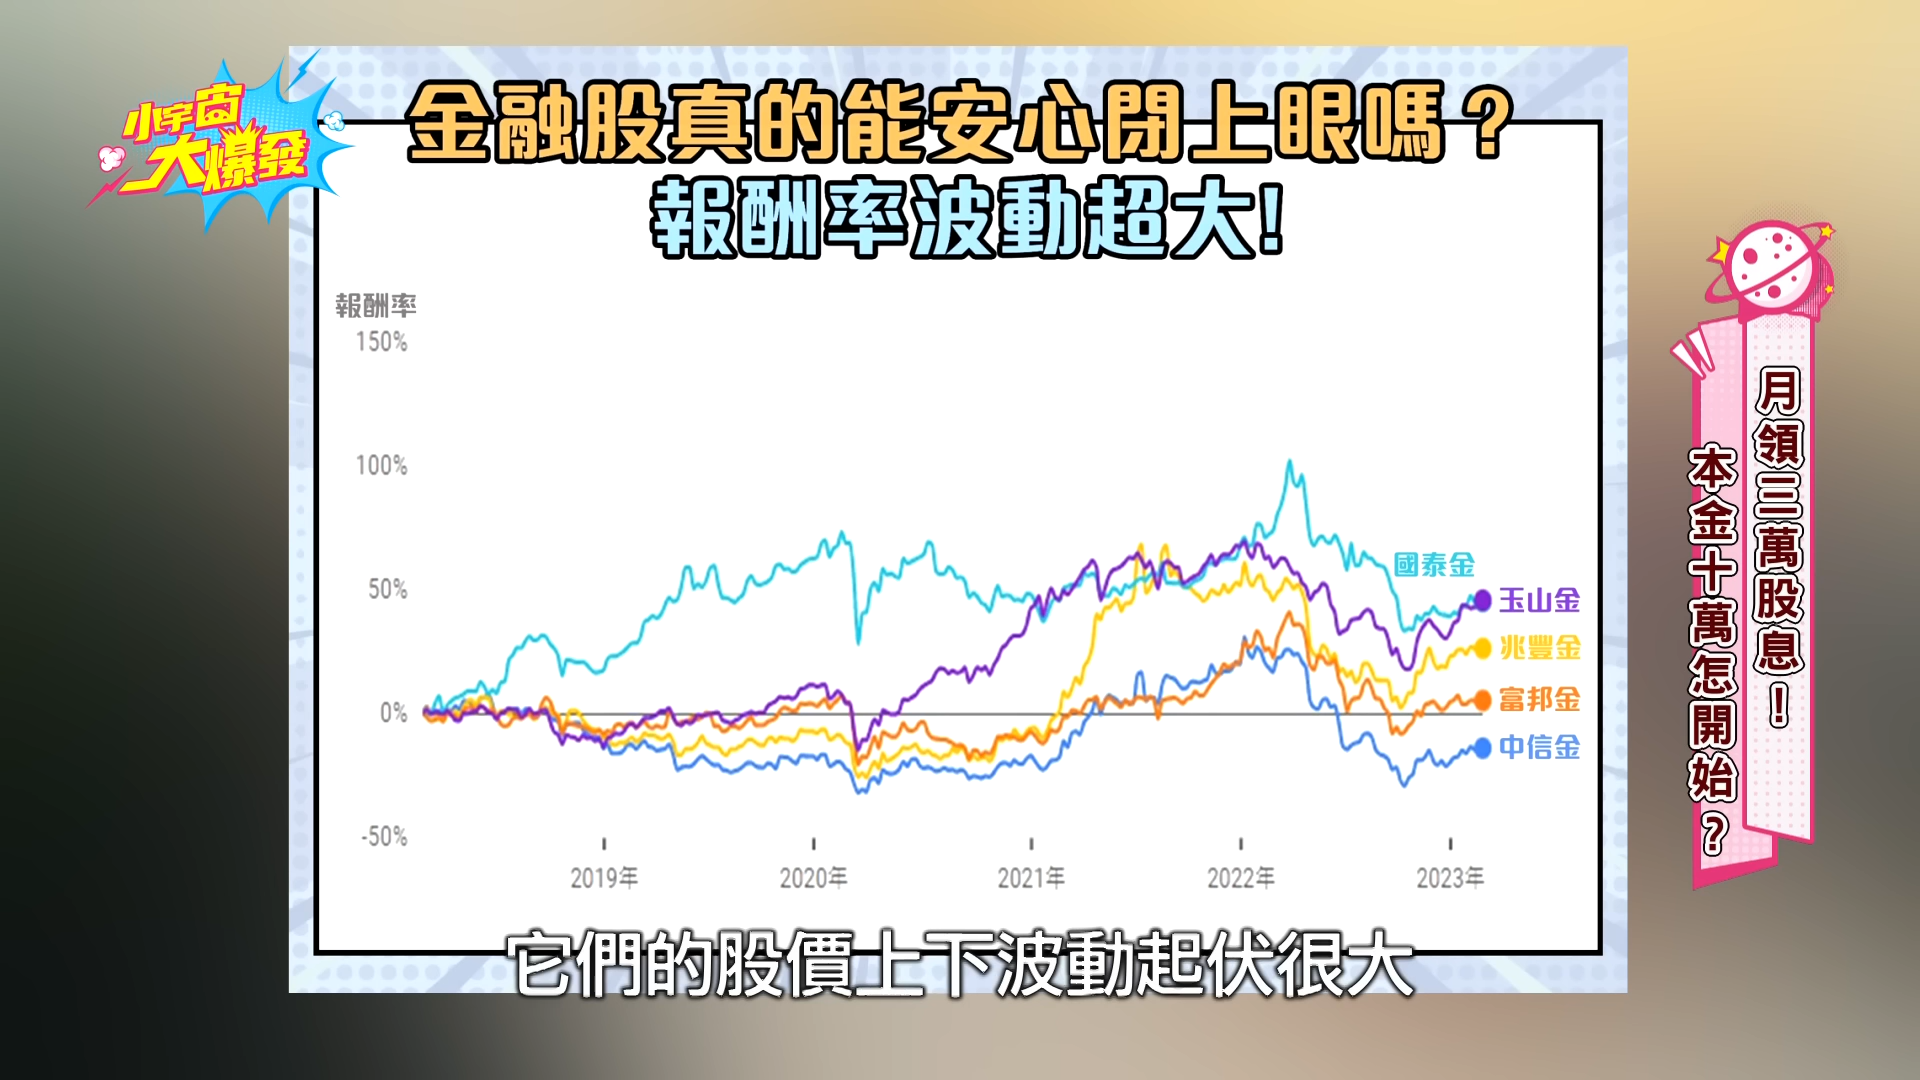 小宇宙
大爆發
金融股真的能安心閉上眼嗎？
報酬率波動超大!
報酬率
150%
100%
50%
0%
-50%
2019年
2020年
2021年
2022年
2023年
國泰金
玉山金
兆豐金
富邦金
中信金
月領三萬股息！
本金十萬怎開始？
它們的股價上下波動起伏很大